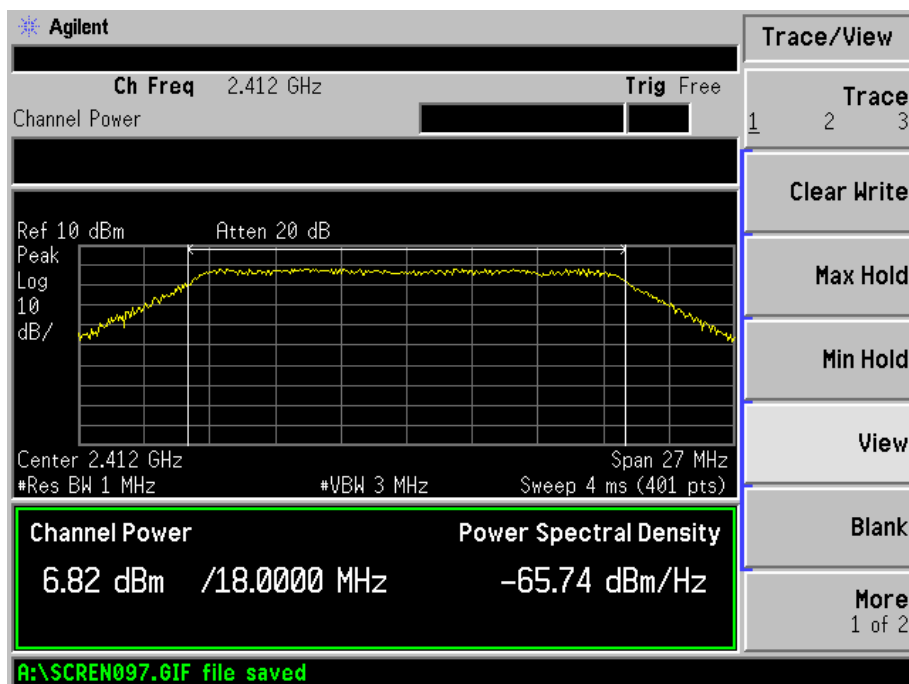 Agilent
Trace/View
Ch Freq 2.412 GHz Trig Free
Channel Power
Trace
1 2 3
Clear Write
Ref 10 dBm Atten 20 dB
Peak
Log
10
dB/
Max Hold
Min Hold
Center 2.412 GHz Span 27 MHz
#Res BW 1 MHz #VBW 3 MHz Sweep 4 ms (401 pts)
View
Channel Power Power Spectral Density
6.82 dBm /18.0000 MHz -65.74 dBm/Hz
Blank
More
1 of 2
A:\SCREN097.GIF file saved